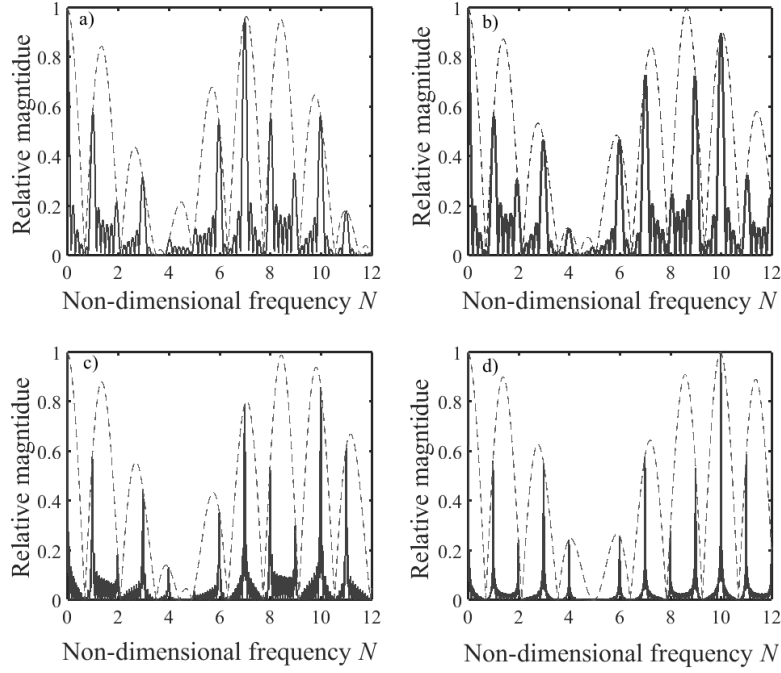 a)
Relative magntidue
1
0.8
0.6
0.4
0.2
0
0 2 4 6 8 10 12
Non-dimensional frequency N
b)
Relative magnitude
1
0.8
0.6
0.4
0.2
0
0 2 4 6 8 10 12
Non-dimensional frequency N
c)
Relative magntidue
1
0.8
0.6
0.4
0.2
0
0 2 4 6 8 10 12
Non-dimensional frequency N
d)
Relative magntidue
1
0.8
0.6
0.4
0.2
0
0 2 4 6 8 10 12
Non-dimensional frequency N